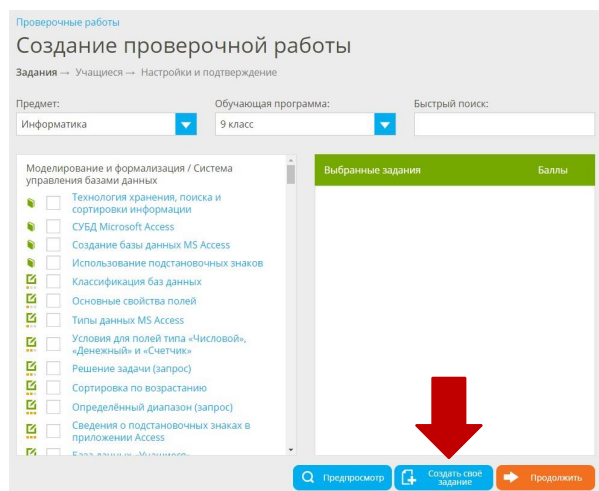 Проверочные работы
Создание проверочной работы
Задания → Учащиеся → Настройки и подтверждение
Предмет:
Обучающая программа:
Быстрый поиск:
Информатика
9 класс
Моделирование и формализация / Система
управления базами данных
Технология хранения, поиска и
сортировки информации
СУБД Microsoft Access
Создание базы данных MS Access
Использование подстановочных знаков
Классификация баз данных
Основные свойства полей
Типы данных MS Access
Условия для полей типа «Числовой»,
«Денежный» и «Счетчик»
Решение задачи (запрос)
Сортировка по возрастанию
Определённый диапазон (запрос)
Сведения о подстановочных знаках в
приложении Access
База данных «Учащиеся»
Выбранные задания
Баллы
Предпросмотр
Создать своё
задание
Продолжить